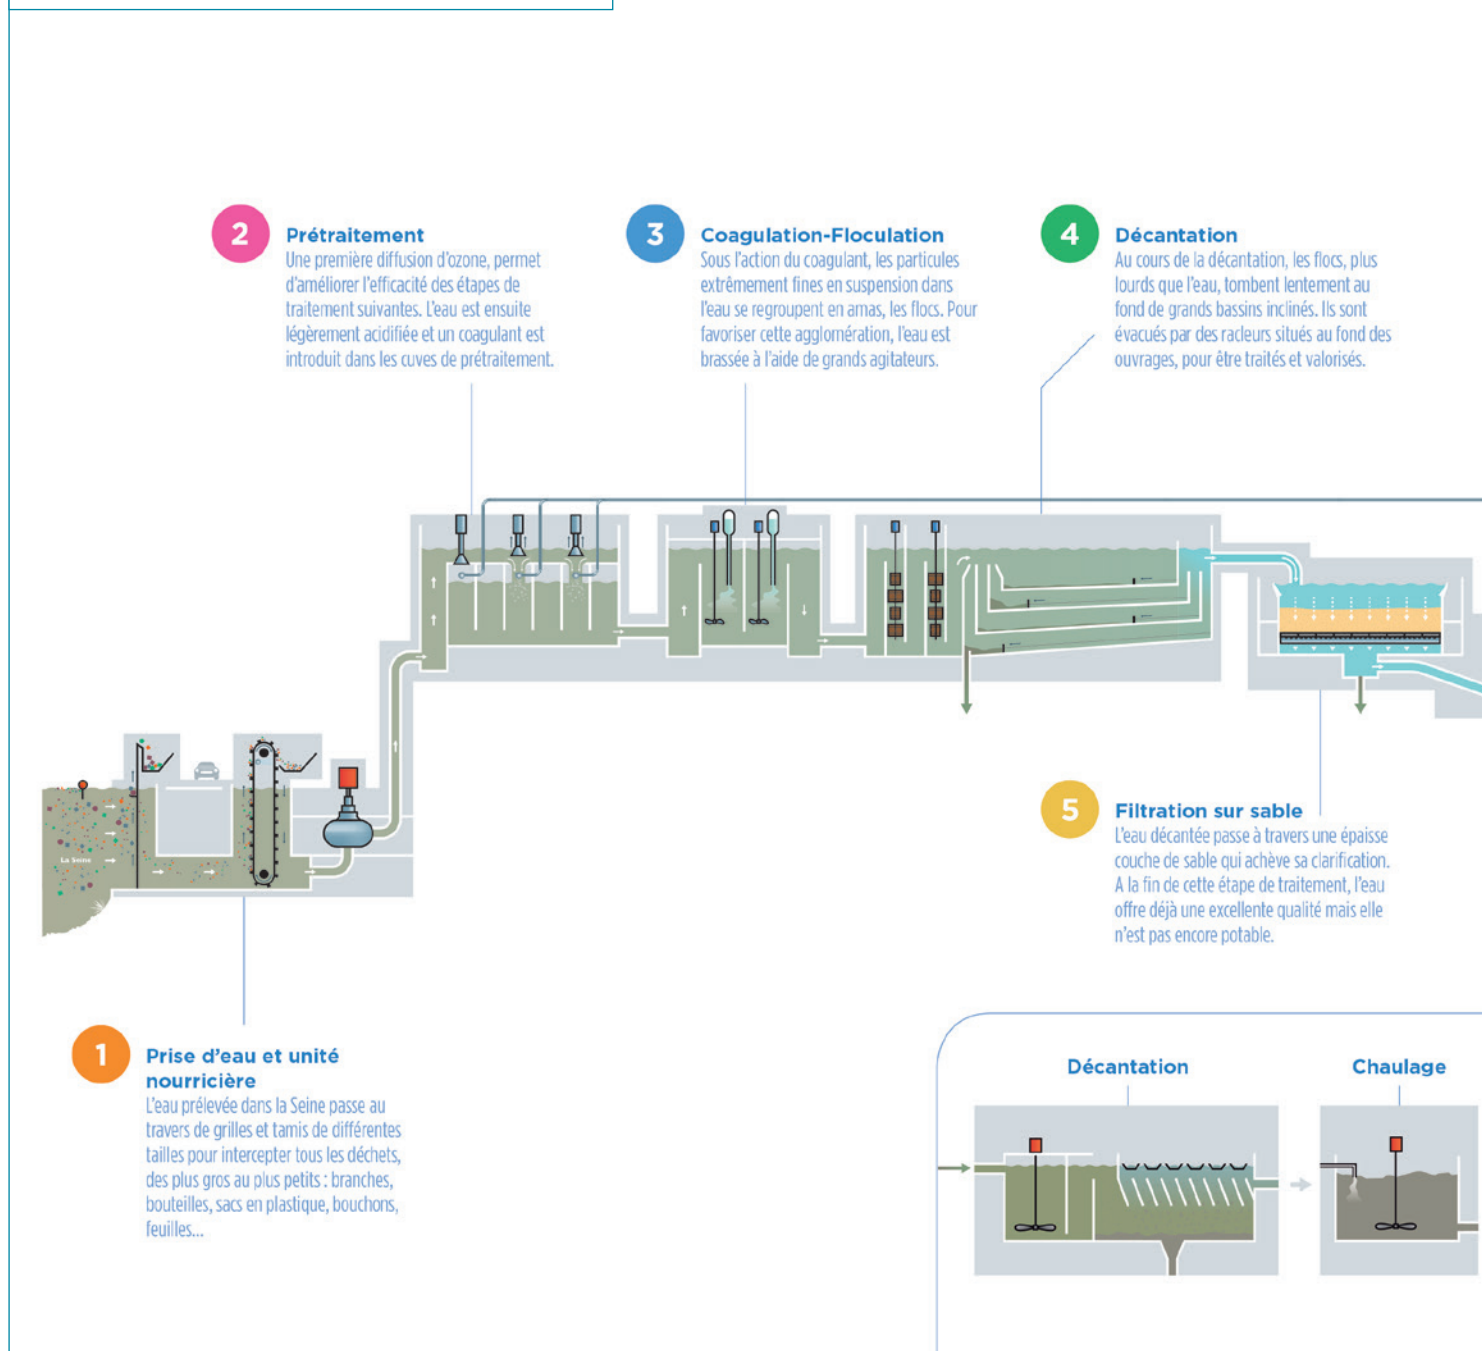 2
Prétraitement
Une première diffusion d'ozone, permet
d'améliorer l'efficacité des étapes de
traitement suivantes. L'eau est ensuite
légèrement acidifiée et un coagulant est
introduit dans les cuves de prétraitement.
3
Coagulation-Floculation
Sous l'action du coagulant, les particules
extrêmement fines en suspension dans
l'eau se regroupent en amas, les flocs. Pour
favoriser cette agglomération, l'eau est
brassée à l'aide de grands agitateurs.
4
Décantation
Au cours de la décantation, les flocs, plus
lourds que l'eau, tombent lentement au
fond de grands bassins inclinés. Ils sont
évacués par des racleurs situés au fond des
ouvrages, pour être traités et valorisés.
La Seine
5
Filtration sur sable
L'eau décantée passe à travers une épaisse
couche de sable qui achève sa clarification.
A la fin de cette étape de traitement, l'eau
offre déjà une excellente qualité mais elle
n'est pas encore potable.
1
Prise d'eau et unité
nourricière
L'eau prélevée dans la Seine passe au
travers de grilles et tamis de différentes
tailles pour intercepter tous les déchets,
des plus gros au plus petits : branches,
bouteilles, sacs en plastique, bouchons,
feuilles...
Décantation
Chaulage